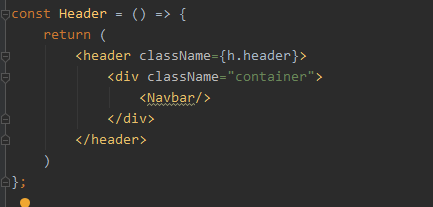 const Header = () => {
    return (
        <header className={h.header}>
            <div className="container">
                <Navbar/>
            </div>
        </header>
    )
};